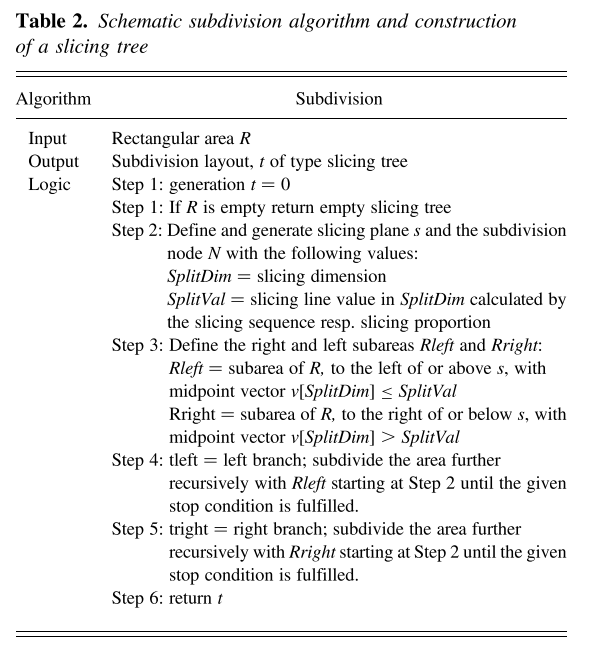 Table 2. Schematic subdivision algorithm and construction
of a slicing tree
Algorithm Subdivision
Input Rectangular area R
Output Subdivision layout, t of type slicing tree
Logic Step 1: generation t = 0
Step 1: If R is empty return empty slicing tree
Step 2: Define and generate slicing plane s and the subdivision
node N with the following values:
SplitDim = slicing dimension
SplitVal = slicing line value in SplitDim calculated by
the slicing sequence resp. slicing proportion
Step 3: Define the right and left subareas Rleft and Rright:
Rleft = subarea of R, to the left of or above s, with
midpoint vector v[SplitDim] ≤ SplitVal
Rright = subarea of R, to the right of or below s, with
midpoint vector v[SplitDim] > SplitVal
Step 4: tleft = left branch; subdivide the area further
recursively with Rleft starting at Step 2 until the given
stop condition is fulfilled.
Step 5: tright = right branch; subdivide the area further
recursively with Rright starting at Step 2 until the given
stop condition is fulfilled.
Step 6: return t